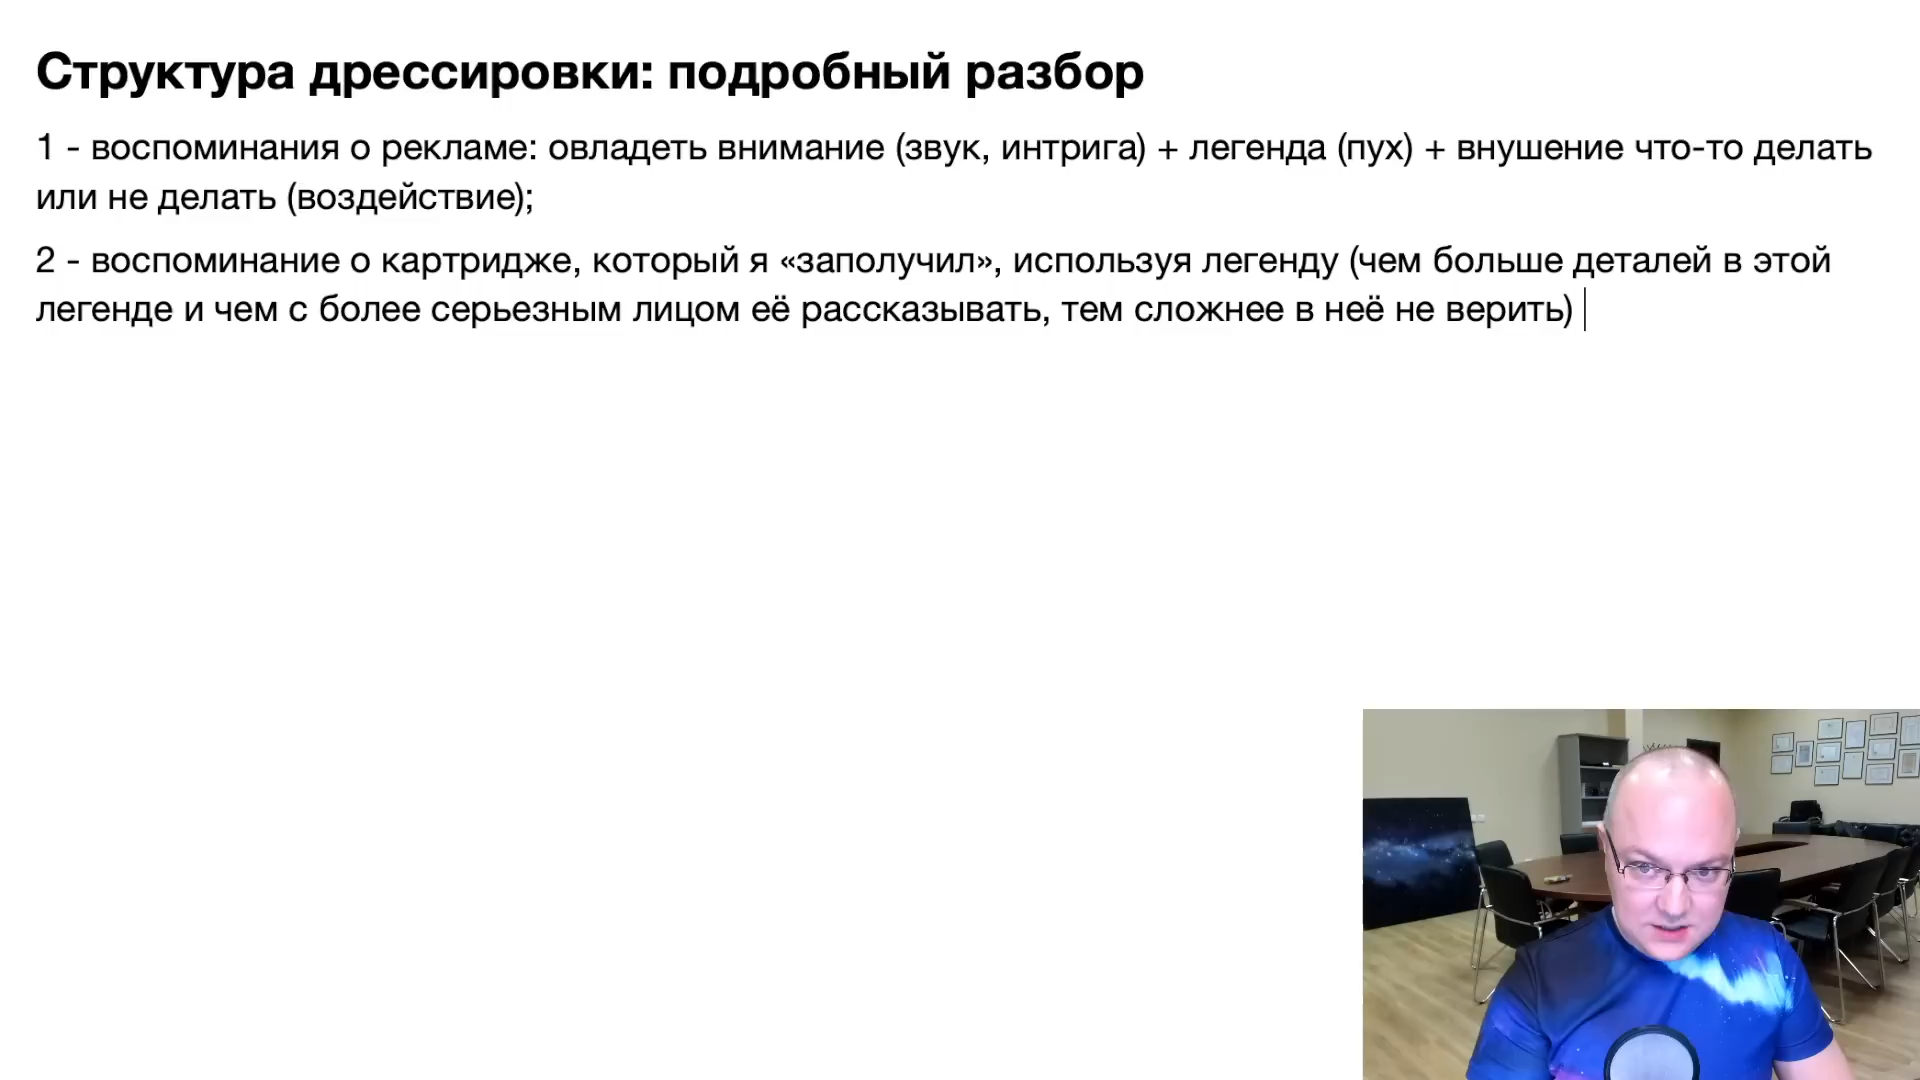 Структура дрессировки: подробный разбор
1 - воспоминания о рекламе: овладеть внимание (звук, интрига) + легенда (пух) + внушение что-то делать
или не делать (воздействие);
2 - воспоминание о картридже, который я «заполучил», используя легенду (чем больше деталей в этой
легенде и чем с более серьезным лицом её рассказывать, тем сложнее в неё не верить)